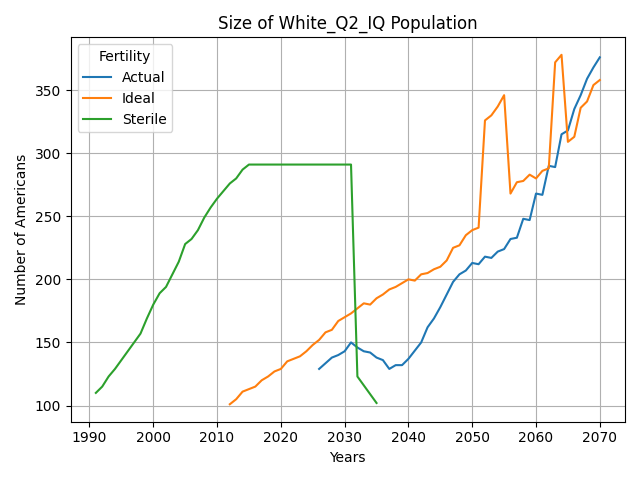 Size of White_Q2_IQ Population
Fertility
Actual
Ideal
Sterile
Number of Americans
350
300
250
200
150
100
1990 2000 2010 2020 2030 2040 2050 2060 2070
Years